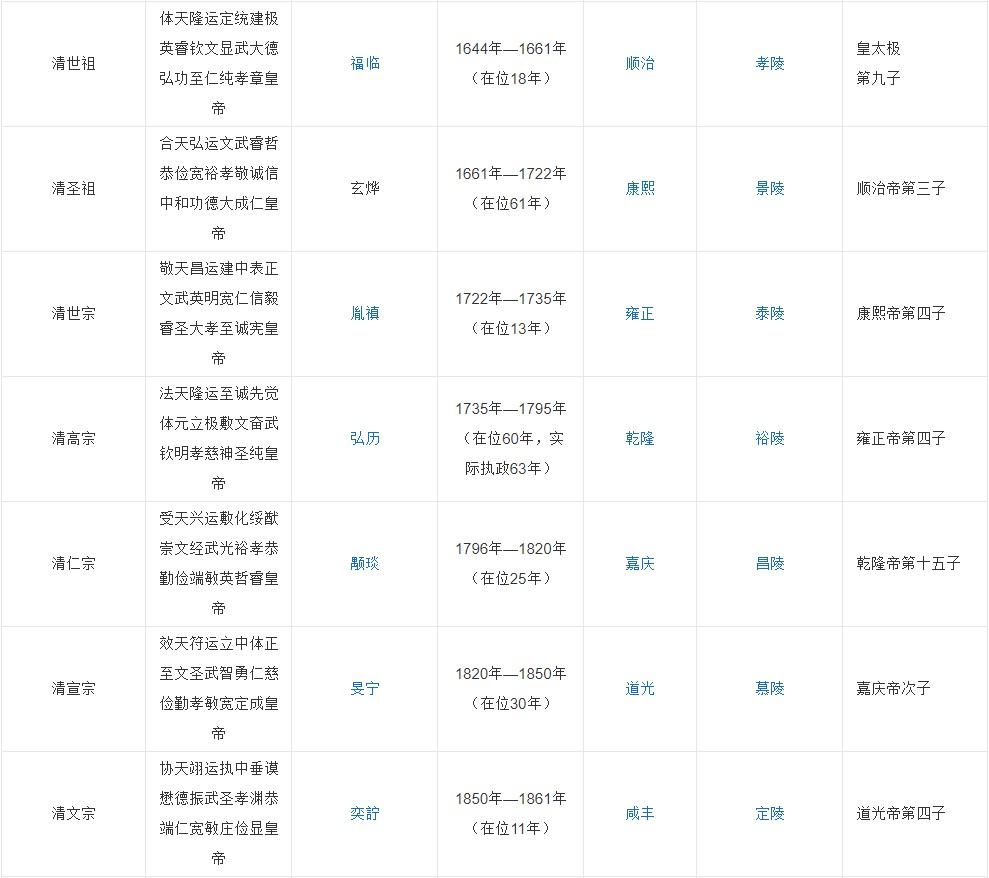 清世祖
体天隆运定统建极
英睿钦文显武大德
弘功至仁纯孝章皇
帝
福临
1644年—1661年
（在位18年）
顺治
孝陵
皇太极
第九子
清圣祖
合天弘运文武睿哲
恭俭宽裕孝敬诚信
中和功德大成仁皇
帝
玄烨
1661年—1722年
（在位61年）
康熙
景陵
顺治帝第三子
清世宗
敬天昌运建中表正
文武英明宽仁信毅
睿圣大孝至诚宪皇
帝
胤禛
1722年—1735年
（在位13年）
雍正
泰陵
康熙帝第四子
清高宗
法天隆运至诚先觉
体元立极敷文奋武
钦明孝慈神圣纯皇
帝
弘历
1735年—1795年
（在位60年，实
际执政63年）
乾隆
裕陵
雍正帝第四子
清仁宗
受天兴运敷化绥猷
崇文经武光裕孝恭
勤俭端敏英哲睿皇
帝
颙琰
1796年—1820年
（在位25年）
嘉庆
昌陵
乾隆帝第十五子
清宣宗
效天符运立中体正
至文圣武智勇仁慈
俭勤孝敏宽定成皇
帝
旻宁
1820年—1850年
（在位30年）
道光
慕陵
嘉庆帝次子
清文宗
协天翊运执中垂谟
懋德振武圣孝渊恭
端仁宽敏庄俭显皇
帝
奕詝
1850年—1861年
（在位11年）
咸丰
定陵
道光帝第四子